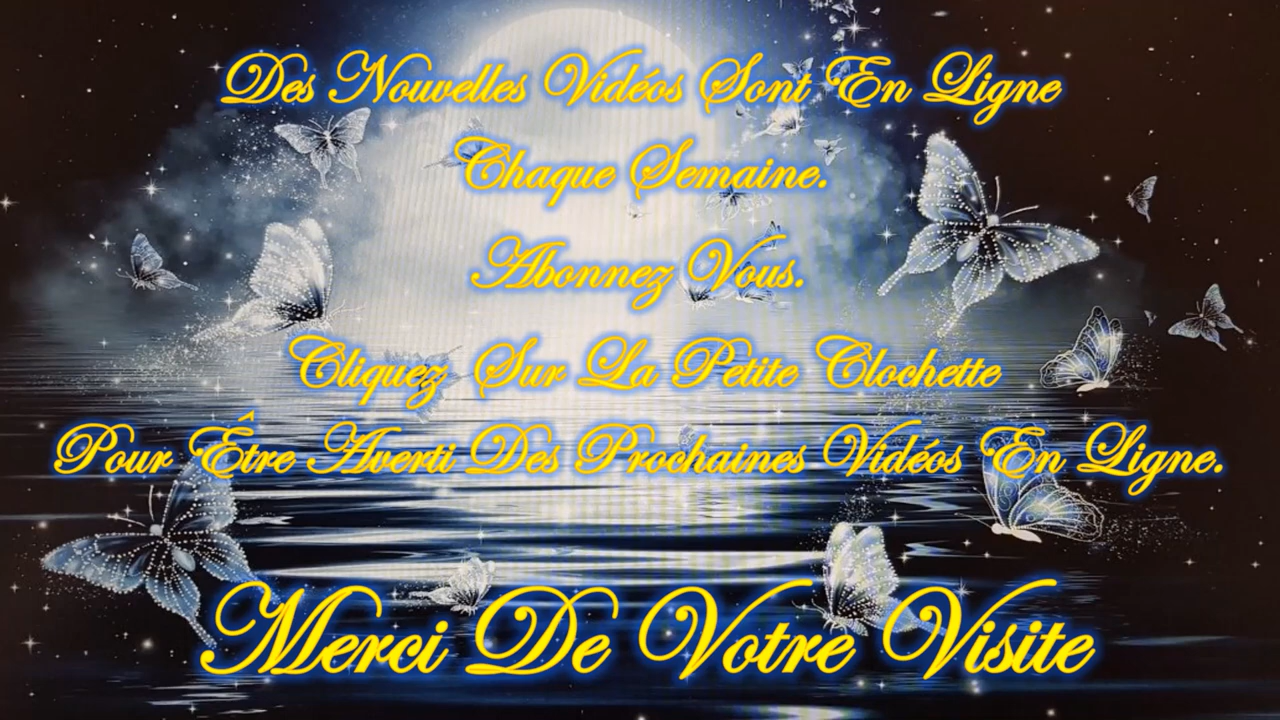 Des Nouvelles Vidéos Sont En Ligne
Chaque Semaine.
Abonnez Vous.
Cliquez Sur La Petite Clochette
Pour Être Averti Des Prochaines Vidéos En Ligne.
Merci De Votre Visite